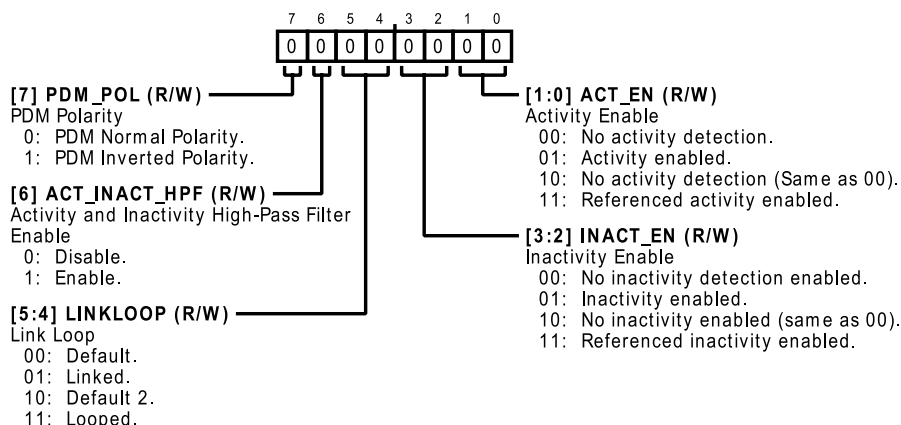 7 6 5 4 3 2 1 0
0 0 0 0 0 0 0 0
[7] PDM_POL (R/W)
PDM Polarity
0: PDM Normal Polarity.
1: PDM Inverted Polarity.
[6] ACT_INACT_HPF (R/W)
Activity and Inactivity High-Pass Filter
Enable
0: Disable.
1: Enable.
[5:4] LINKLOOP (R/W)
Link Loop
00: Default.
01: Linked.
10: Default 2.
11: Looped.
[1:0] ACT_EN (R/W)
Activity Enable
00: No activity detection.
01: Activity enabled.
10: No activity detection (Same as 00).
11: Referenced activity enabled.
[3:2] INACT_EN (R/W)
Inactivity Enable
00: No inactivity detection enabled.
01: Inactivity enabled.
10: No inactivity enabled (same as 00).
11: Referenced inactivity enabled.